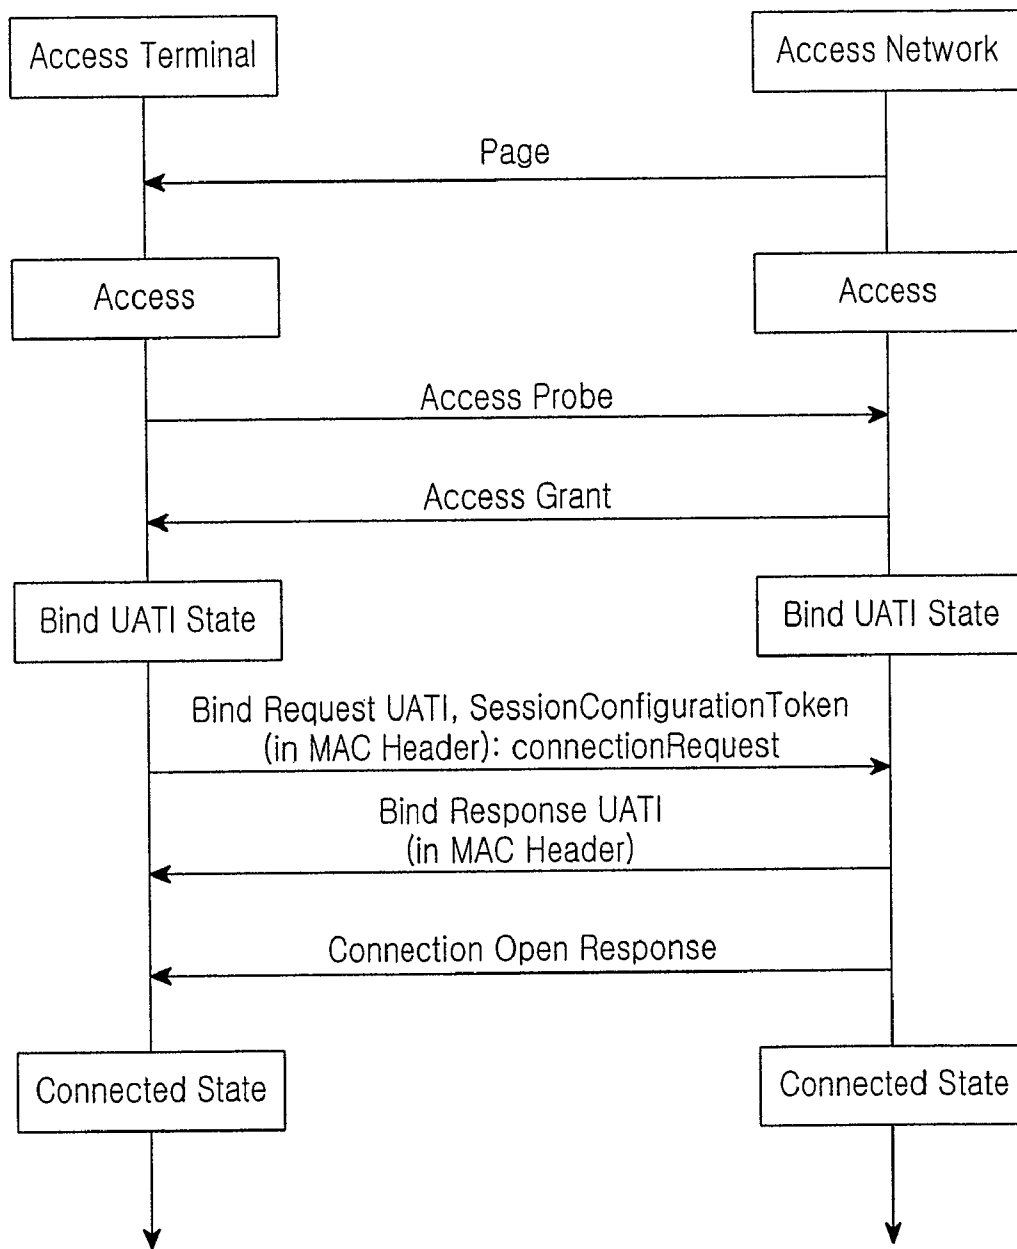 Access Terminal
Access Network
Page
Access
Access
Access Probe
Access Grant
Bind UATI State
Bind UATI State
Bind Request UATI, SessionConfigurationToken
(in MAC Header): connectionRequest
Bind Response UATI
(in MAC Header)
Connection Open Response
Connected State
Connected State